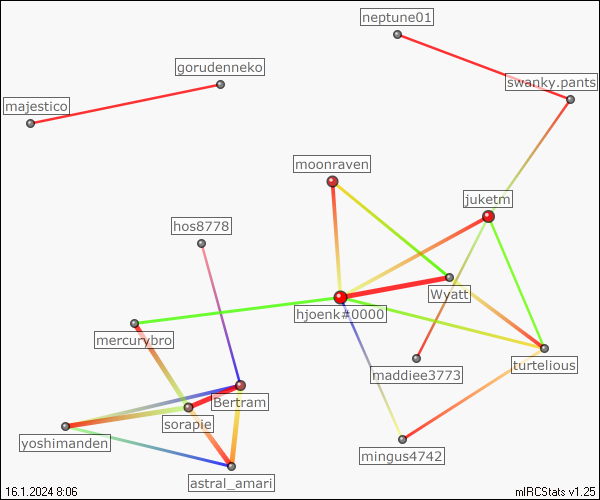 neptune01
gorudenneko
swanky.pants
majestico
moonraven
juketm
hos8778
Wyatt
hjoenk#0000
mercurybro
turtelious
maddiee3773
Bertram
sorapie
yoshimanden
mingus4742
astral_amari
16.1.2024 8:06
mIRCStats v1.25